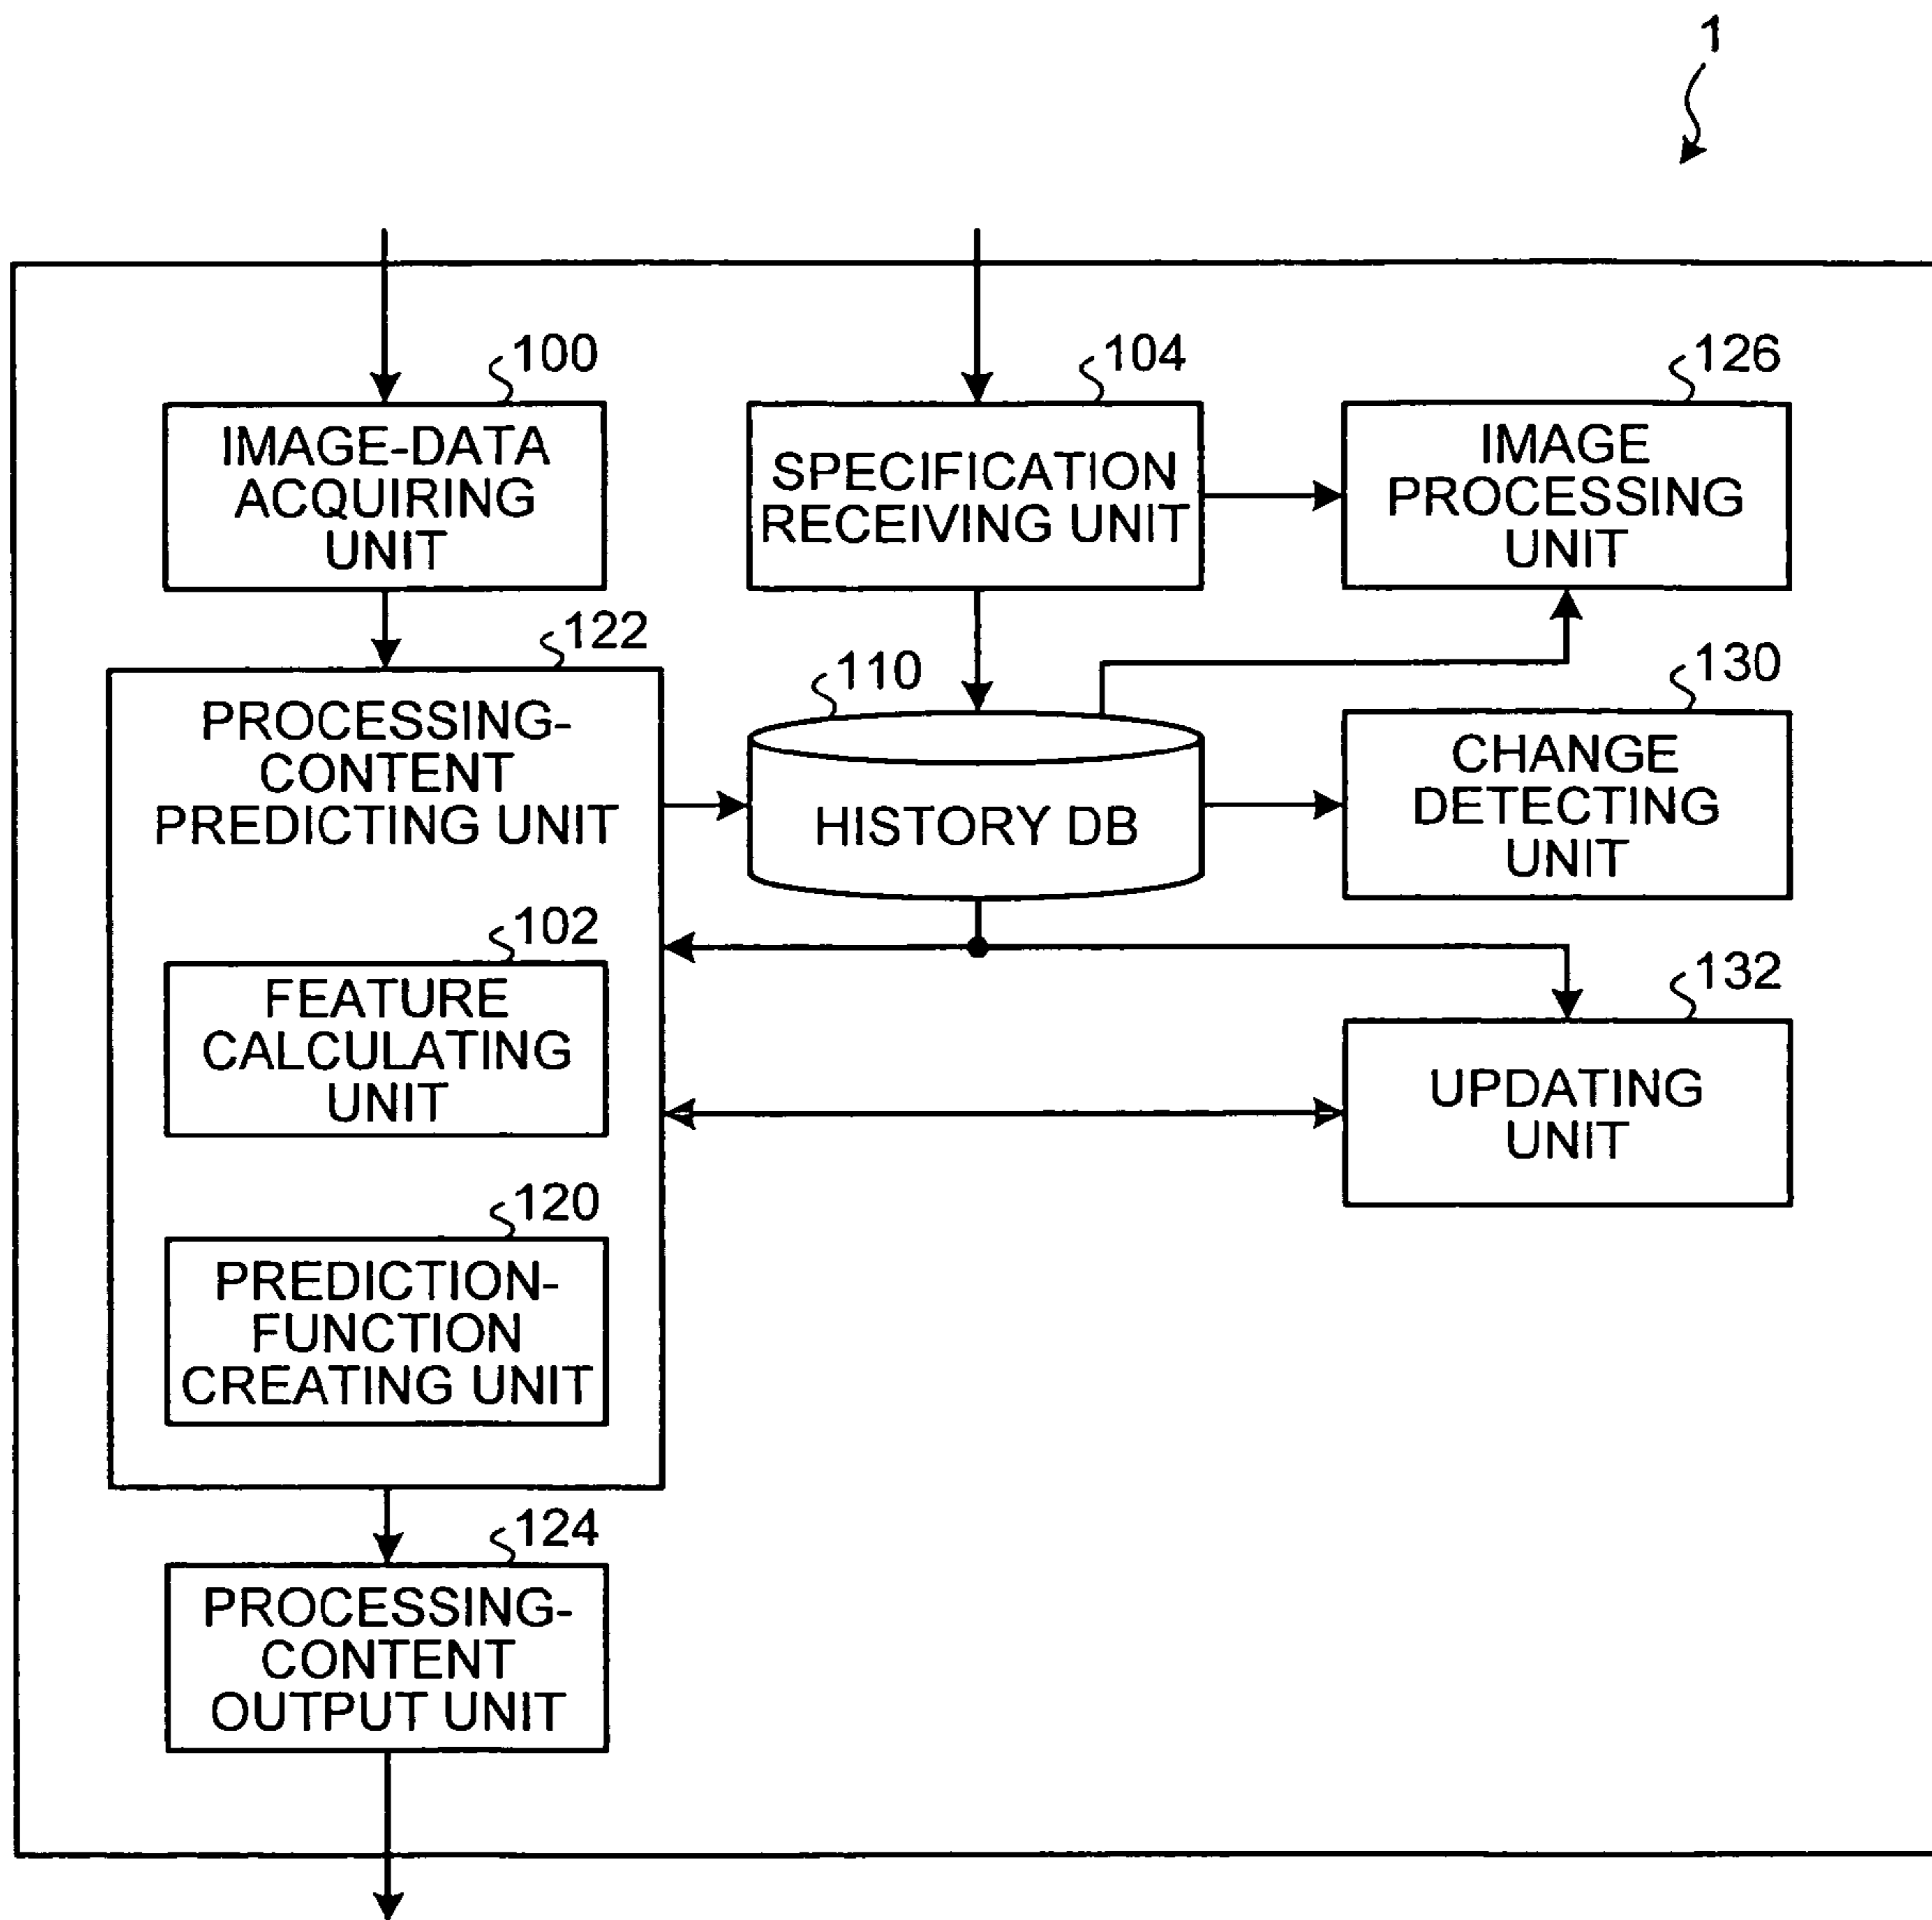 1
100
104
126
IMAGE-DATA
ACQUIRING
UNIT
SPECIFICATION
RECEIVING UNIT
IMAGE
PROCESSING
UNIT
122
110
130
PROCESSING-
CONTENT
PREDICTING UNIT
HISTORY DB
CHANGE
DETECTING
UNIT
102
132
FEATURE
CALCULATING
UNIT
UPDATING
UNIT
120
PREDICTION-
FUNCTION
CREATING UNIT
124
PROCESSING-
CONTENT
OUTPUT UNIT